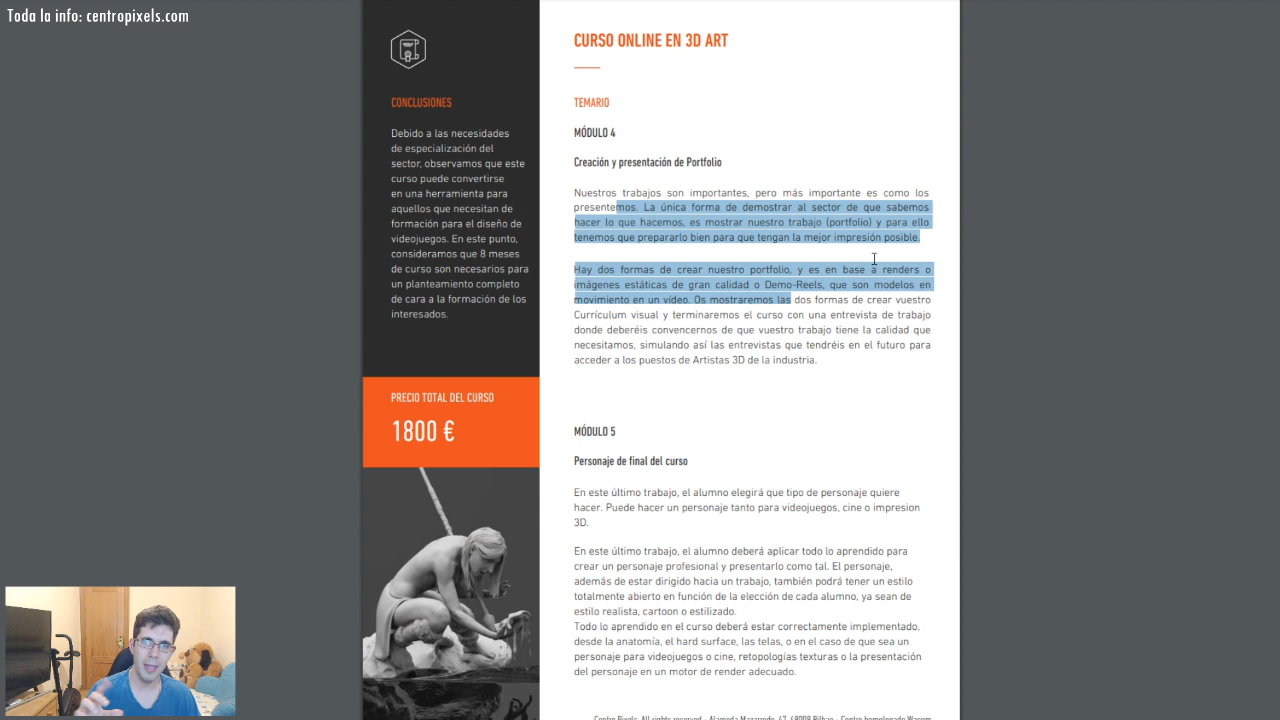 Toda la info: centropixels.com
CONCLUSIONES
Debido a las necesidades
de especialización del
sector, observamos que este
curso puede convertirse
en una herramienta para
aquellos que necesitan de
formación para el diseño de
videojuegos. En este punto,
consideramos que 8 meses
de curso son necesarios para
un planteamiento completo
de cara a la formación de los
interesados.
PRECIO TOTAL DEL CURSO
1800 €
CURSO ONLINE EN 3D ART
TEMARIO
MÓDULO 4
Creación y presentación de Portfolio
Nuestros trabajos son importantes, pero más importante es como los
presentemos. La única forma de demostrar al sector de que sabemos
hacer lo que hacemos, es mostrar nuestro trabajo (portfolio) y para ello
tenemos que prepararlo bien para que tengan la mejor impresión posible.
Hay dos formas de crear nuestro portfolio, y es en base a renders o
imágenes estáticas de gran calidad o Demo-Reels, que son modelos en
movimiento en un vídeo. Os mostraremos las dos formas de crear vuestro
Currículum visual y terminaremos el curso con una entrevista de trabajo
donde deberéis convencernos de que vuestro trabajo tiene la calidad que
necesitamos, simulando así las entrevistas que tendréis en el futuro para
acceder a los puestos de Artistas 3D de la industria.
MÓDULO 5
Personaje de final del curso
En este último trabajo, el alumno elegirá que tipo de personaje quiere
hacer. Puede hacer un personaje tanto para videojuegos, cine o impresion
3D.
En este último trabajo, el alumno deberá aplicar todo lo aprendido para
crear un personaje profesional y presentarlo como tal. El personaje,
además de estar dirigido hacia un trabajo, también podrá tener un estilo
totalmente abierto en función de la elección de cada alumno, ya sean de
estilo realista, cartoon o estilizado.
Todo lo aprendido en el curso deberá estar correctamente implementado,
desde la anatomía, el hard surface, las telas, o en el caso de que sea un
personaje para videojuegos o cine, retopologías texturas o la presentación
del personaje en un motor de render adecuado.
Centro Pixels. All rights reserved - Alameda Mazarredo, 47, 48009 Bilbao - Centro homologado Wacom